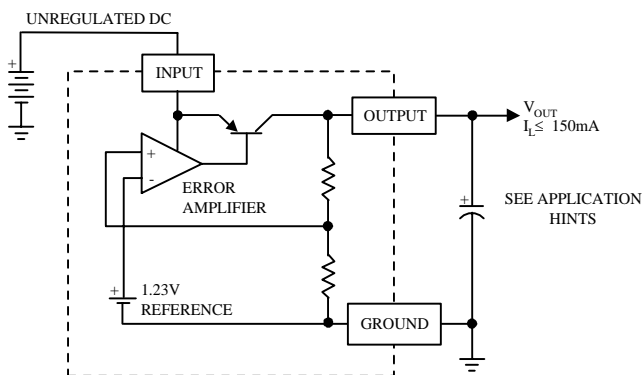 UNREGULATED DC
+
INPUT
OUTPUT
V_OUT
I_L ≤ 150mA
+
-
ERROR
AMPLIFIER
+
SEE APPLICATION
HINTS
+
1.23V
REFERENCE
GROUND